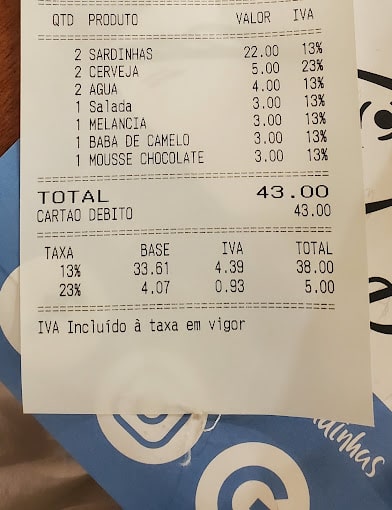 QTD PRODUTO VALOR IVA
2 SARDINHAS 22.00 13%
2 CERVEJA 5.00 23%
2 AGUA 4.00 13%
1 Salada 3.00 13%
1 MELANCIA 3.00 13%
1 BABA DE CAMELO 3.00 13%
1 MOUSSE CHOCOLATE 3.00 13%
TOTAL 43.00
CARTAO DEBITO 43.00
TAXA BASE IVA TOTAL
13% 33.61 4.39 38.00
23% 4.07 0.93 5.00
IVA Incluído à taxa em vigor